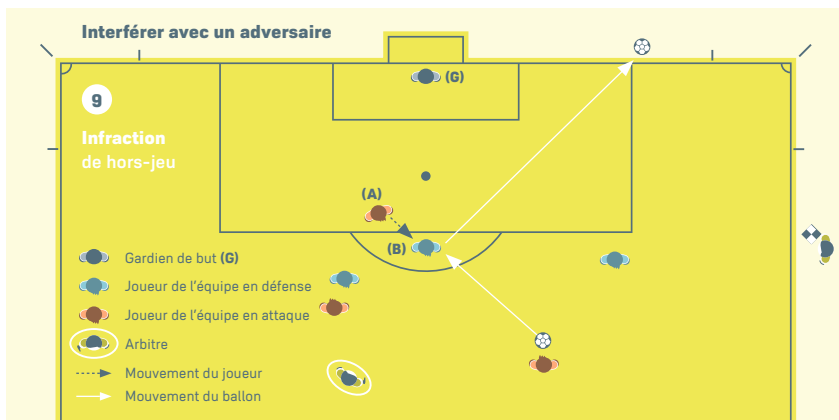 Interférer avec un adversaire
(G)
9
Infraction
de hors-jeu
(A)
(B)
Gardien de but (G)
Joueur de l'équipe en défense
Joueur de l'équipe en attaque
Arbitre
Mouvement du joueur
Mouvement du ballon